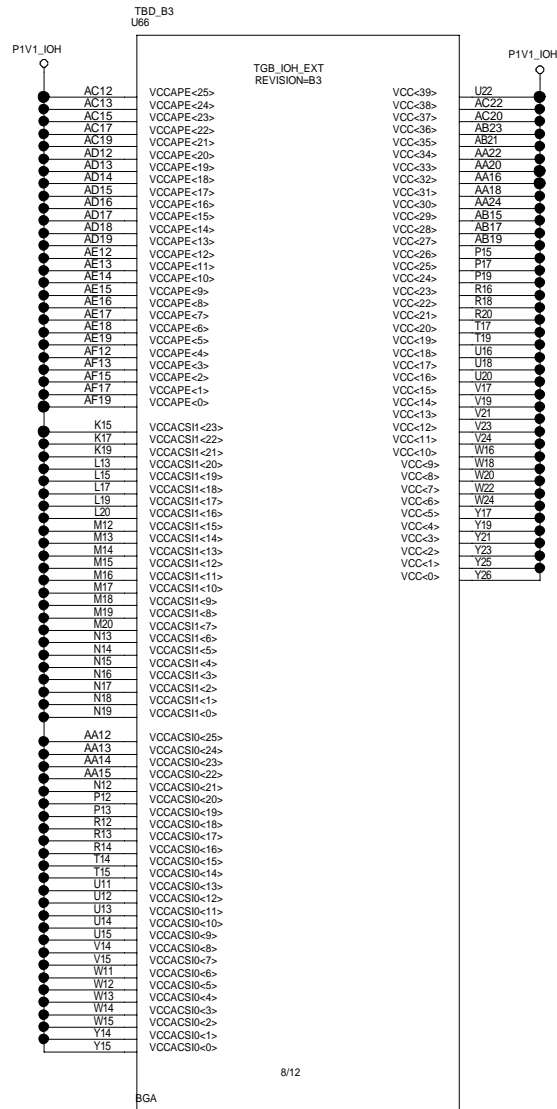 TBD_B3
U66
P1V1_IOH P1V1_IOH
TGB_IOH_EXT
REVISION=B3
AC12 VCCAPE<25> VCC<39> U22
AC13 VCCAPE<24> VCC<38> AC22
AC15 VCCAPE<23> VCC<37> AC20
AC17 VCCAPE<22> VCC<36> AB23
AC19 VCCAPE<21> VCC<35> AB21
AD12 VCCAPE<20> VCC<34> AA22
AD13 VCCAPE<19> VCC<33> AA20
AD14 VCCAPE<18> VCC<32> AA16
AD15 VCCAPE<17> VCC<31> AA18
AD16 VCCAPE<16> VCC<30> AA24
AD17 VCCAPE<15> VCC<29> AB15
AD18 VCCAPE<14> VCC<28> AB17
AD19 VCCAPE<13> VCC<27> AB19
AE12 VCCAPE<12> VCC<26> P15
AE13 VCCAPE<11> VCC<25> P17
AE14 VCCAPE<10> VCC<24> P19
AE15 VCCAPE<9> VCC<23> R16
AE16 VCCAPE<8> VCC<22> R18
AE17 VCCAPE<7> VCC<21> R20
AE18 VCCAPE<6> VCC<20> T17
AE19 VCCAPE<5> VCC<19> T19
AF12 VCCAPE<4> VCC<18> U16
AF13 VCCAPE<3> VCC<17> U18
AF15 VCCAPE<2> VCC<16> U20
AF17 VCCAPE<1> VCC<15> V17
AF19 VCCAPE<0> VCC<14> V19
VCC<13> V21
K15 VCCACSI1<23> VCC<12> V23
K17 VCCACSI1<22> VCC<11> V24
K19 VCCACSI1<21> VCC<10> W16
L13 VCCACSI1<20> VCC<9> W18
L15 VCCACSI1<19> VCC<8> W20
L17 VCCACSI1<18> VCC<7> W22
L19 VCCACSI1<17> VCC<6> W24
L20 VCCACSI1<16> VCC<5> Y17
M12 VCCACSI1<15> VCC<4> Y19
M13 VCCACSI1<14> VCC<3> Y21
M14 VCCACSI1<13> VCC<2> Y23
M15 VCCACSI1<12> VCC<1> Y25
M16 VCCACSI1<11> VCC<0> Y26
M17 VCCACSI1<10>
M18 VCCACSI1<9>
M19 VCCACSI1<8>
M20 VCCACSI1<7>
N13 VCCACSI1<6>
N14 VCCACSI1<5>
N15 VCCACSI1<4>
N16 VCCACSI1<3>
N17 VCCACSI1<2>
N18 VCCACSI1<1>
N19 VCCACSI1<0>
AA12 VCCACSI0<25>
AA13 VCCACSI0<24>
AA14 VCCACSI0<23>
AA15 VCCACSI0<22>
N12 VCCACSI0<21>
P12 VCCACSI0<20>
P13 VCCACSI0<19>
R12 VCCACSI0<18>
R13 VCCACSI0<17>
R14 VCCACSI0<16>
T14 VCCACSI0<15>
T15 VCCACSI0<14>
U11 VCCACSI0<13>
U12 VCCACSI0<12>
U13 VCCACSI0<11>
U14 VCCACSI0<10>
U15 VCCACSI0<9>
V14 VCCACSI0<8>
V15 VCCACSI0<7>
W11 VCCACSI0<6>
W12 VCCACSI0<5>
W13 VCCACSI0<4>
W14 VCCACSI0<3>
W15 VCCACSI0<2>
Y14 VCCACSI0<1>
Y15 VCCACSI0<0>
8/12
BGA